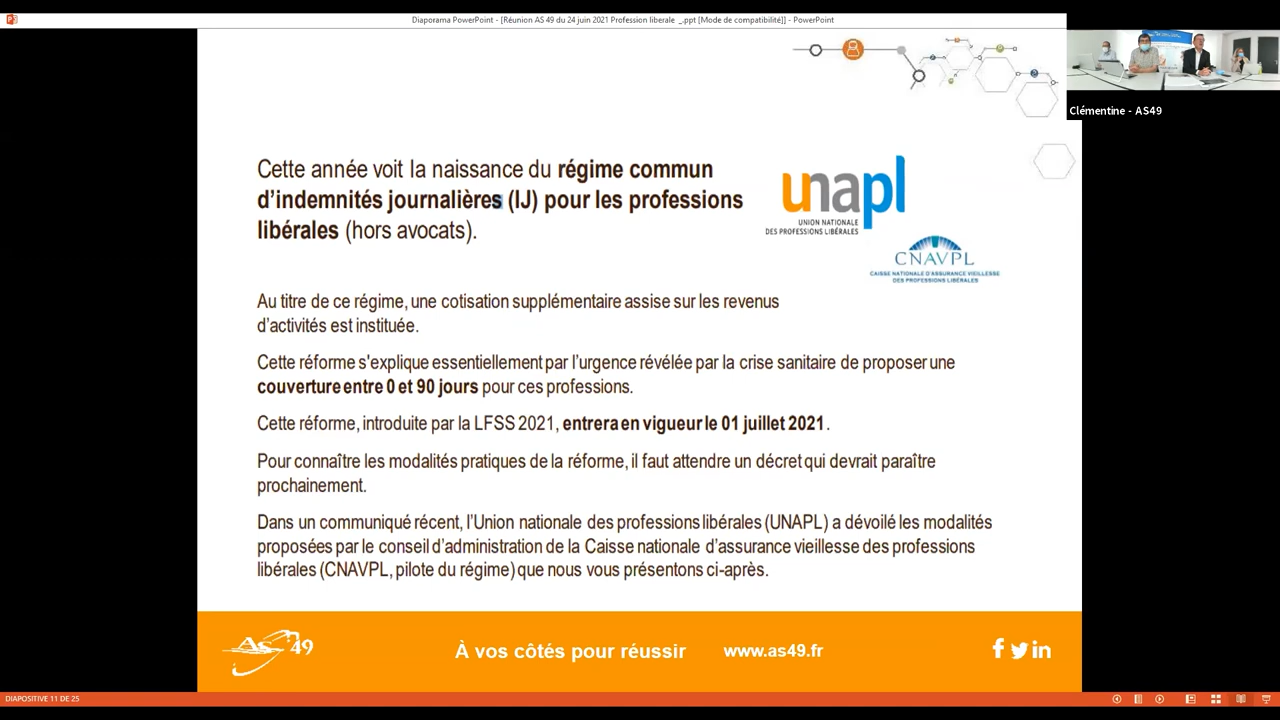 Diaporama PowerPoint - [Réunion AS 49 du 24 juin 2021 Profession liberale _.ppt [Mode de compatibilité]] - PowerPoint
Clémentine - AS49
Cette année voit la naissance du régime commun
d’indemnités journalières (IJ) pour les professions
libérales (hors avocats).
unapl
UNION NATIONALE
DES PROFESSIONS LIBÉRALES
CNAVPL
CAISSE NATIONALE D'ASSURANCE VIEILLESSE
DES PROFESSIONS LIBÉRALES
Au titre de ce régime, une cotisation supplémentaire assise sur les revenus
d’activités est instituée.
Cette réforme s'explique essentiellement par l’urgence révélée par la crise sanitaire de proposer une
couverture entre 0 et 90 jours pour ces professions.
Cette réforme, introduite par la LFSS 2021, entrera en vigueur le 01 juillet 2021.
Pour connaître les modalités pratiques de la réforme, il faut attendre un décret qui devrait paraître
prochainement.
Dans un communiqué récent, l’Union nationale des professions libérales (UNAPL) a dévoilé les modalités
proposées par le conseil d’administration de la Caisse nationale d’assurance vieillesse des professions
libérales (CNAVPL, pilote du régime) que nous vous présentons ci-après.
As 49
À vos côtés pour réussir
www.as49.fr
DIAPOSITIVE 11 DE 25